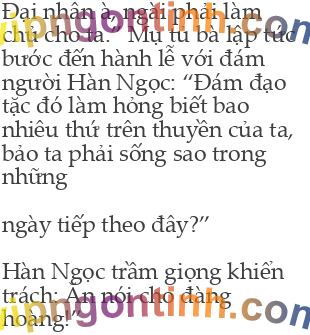 Đại nhân à, ngài phải làm
chủ cho ta.” Mụ tú bà lập tức
bước đến hành lễ với đám
người Hàn Ngọc: “Đám đạo
tặc đó làm hỏng biết bao
nhiêu thứ trên thuyền của ta,
bảo ta phải sống sao trong
những
ngày tiếp theo đây?”
Hàn Ngọc trầm giọng khiển
trách: Ăn nói cho đàng
hoàng!”